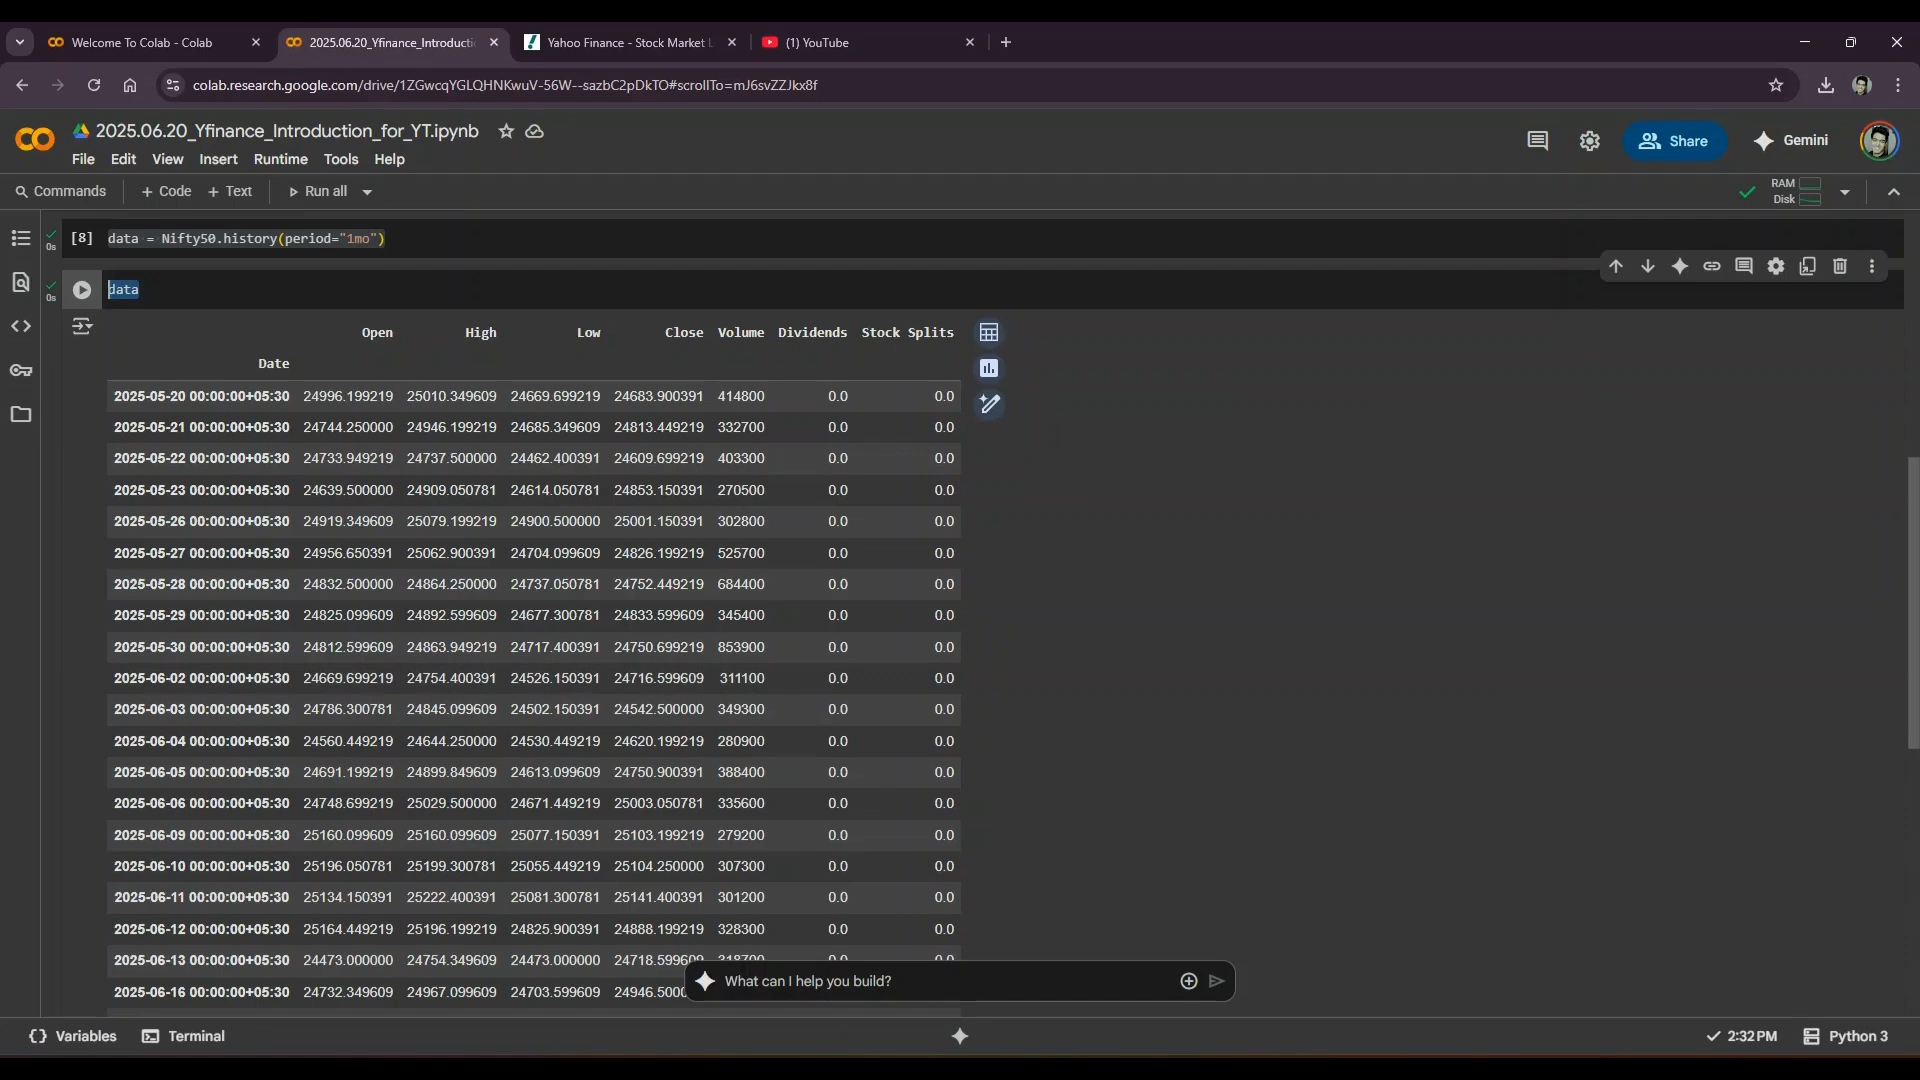 Welcome To Colab - Colab
2025.06.20_Yfinance_Introducti
Yahoo Finance - Stock Market L
(1) YouTube
colab.research.google.com/drive/1ZGwcqYGLQHNKwuV-56W--sazbC2pDkTO#scrollTo=mJ6svZZJkx8f
2025.06.20_Yfinance_Introduction_for_YT.ipynb
Share
Gemini
File Edit View Insert Runtime Tools Help
Commands + Code + Text Run all
RAM
Disk
0s [8] data = Nifty50.history(period="1mo")
0s data
Open High Low Close Volume Dividends Stock Splits
Date
2025-05-20 00:00:00+05:30 24996.199219 25010.349609 24669.699219 24683.900391 414800 0.0 0.0
2025-05-21 00:00:00+05:30 24744.250000 24946.199219 24685.349609 24813.449219 332700 0.0 0.0
2025-05-22 00:00:00+05:30 24733.949219 24737.500000 24462.400391 24609.699219 403300 0.0 0.0
2025-05-23 00:00:00+05:30 24639.500000 24909.050781 24614.050781 24853.150391 270500 0.0 0.0
2025-05-26 00:00:00+05:30 24919.349609 25079.199219 24900.500000 25001.150391 302800 0.0 0.0
2025-05-27 00:00:00+05:30 24956.650391 25062.900391 24704.099609 24826.199219 525700 0.0 0.0
2025-05-28 00:00:00+05:30 24832.500000 24864.250000 24737.050781 24752.449219 684400 0.0 0.0
2025-05-29 00:00:00+05:30 24825.099609 24892.599609 24677.300781 24833.599609 345400 0.0 0.0
2025-05-30 00:00:00+05:30 24812.599609 24863.949219 24717.400391 24750.699219 853900 0.0 0.0
2025-06-02 00:00:00+05:30 24669.699219 24754.400391 24526.150391 24716.599609 311100 0.0 0.0
2025-06-03 00:00:00+05:30 24786.300781 24845.099609 24502.150391 24542.500000 349300 0.0 0.0
2025-06-04 00:00:00+05:30 24560.449219 24644.250000 24530.449219 24620.199219 280900 0.0 0.0
2025-06-05 00:00:00+05:30 24691.199219 24899.849609 24613.099609 24750.900391 388400 0.0 0.0
2025-06-06 00:00:00+05:30 24748.699219 25029.500000 24671.449219 25003.050781 335600 0.0 0.0
2025-06-09 00:00:00+05:30 25160.099609 25160.099609 25077.150391 25103.199219 279200 0.0 0.0
2025-06-10 00:00:00+05:30 25196.050781 25199.300781 25055.449219 25104.250000 307300 0.0 0.0
2025-06-11 00:00:00+05:30 25134.150391 25222.400391 25081.300781 25141.400391 301200 0.0 0.0
2025-06-12 00:00:00+05:30 25164.449219 25196.199219 24825.900391 24888.199219 328300 0.0 0.0
2025-06-13 00:00:00+05:30 24473.000000 24754.349609 24473.000000 24718.599609 318700 0.0 0.0
2025-06-16 00:00:00+05:30 24732.349609 24967.099609 24703.599609 24946.5000
What can I help you build?
Variables Terminal
2:32 PM Python 3